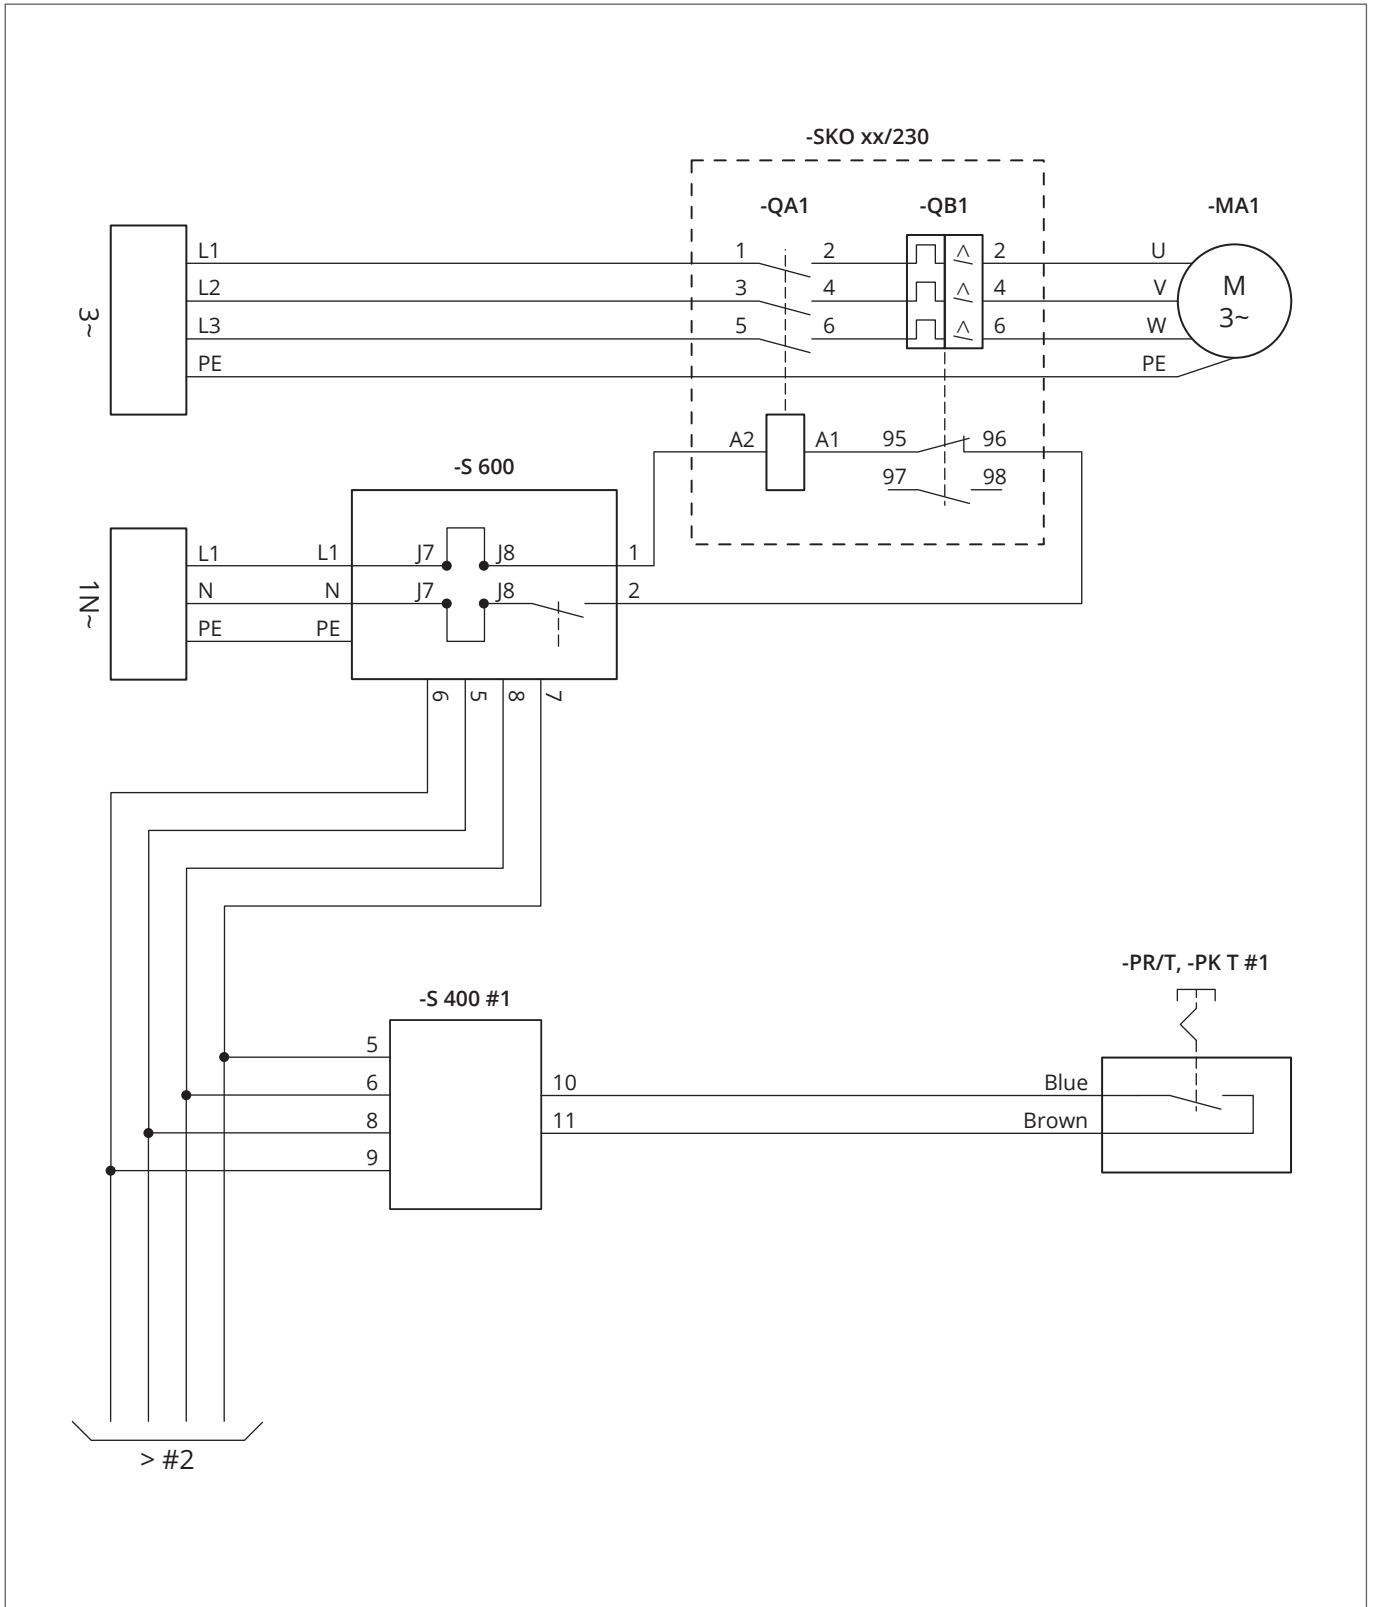 -SKO xx/230
-QA1 -QB1 -MA1
L1 1 2 2 U
L2 3 4 4 V
L3 5 6 6 W
PE PE
3~
M
3~
A2 A1 95 96
97 98
-S 600
L1 L1 J7 J8 1
N N J7 J8 2
PE PE
1N~
6 5 8 7
-PR/T, -PK T #1
-S 400 #1
5
6 10 Blue
8 11 Brown
9
> #2